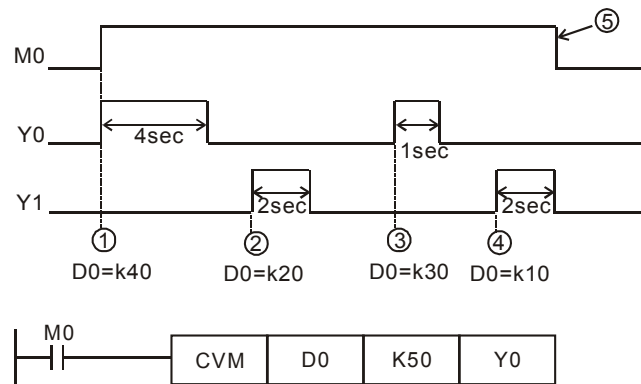 M0
⑤
Y0
4sec
1sec
Y1
2sec
2sec
① ② ③ ④
D0=k40 D0=k20 D0=k30 D0=k10
M0
CVM D0 K50 Y0